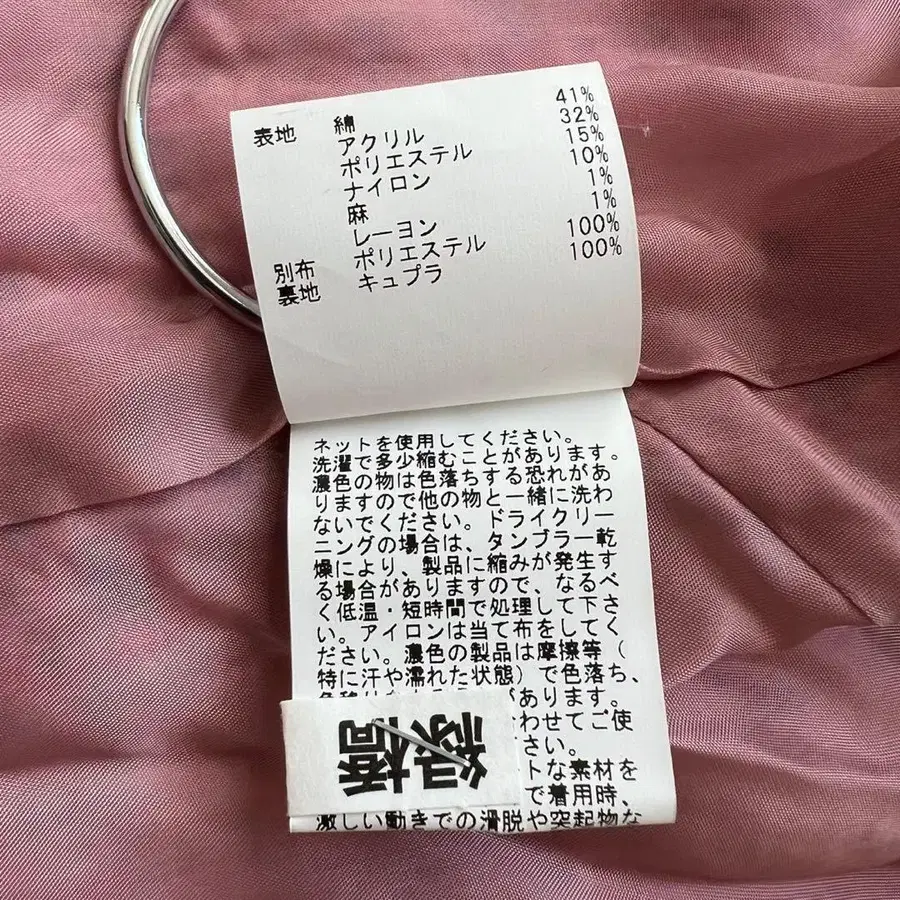 表地 綿 41%
アクリル 32%
ポリエステル 15%
ナイロン 10%
麻 1%
レーヨン 1%
別布 ポリエステル 100%
裏地 キュプラ 100%
ネットを使用してください。
洗濯で多少縮むことがあります。
濃色の物は色落ちする恐れがあ
りますので他の物と一緒に洗わ
ないでください。ドライクリー
ニングの場合は、タンブラー乾
燥により、製品に縮みが発生す
る場合がありますので、なるべ
く低温・短時間で処理して下さ
い。アイロンは当て布をしてく
ださい。濃色の製品は摩擦等（
特に汗や濡れた状態）で色落ち、
があります。
わせてご使
さい。
トな素材を
で着用時、
激しい動きでの滑脱や突起物な
縁橋